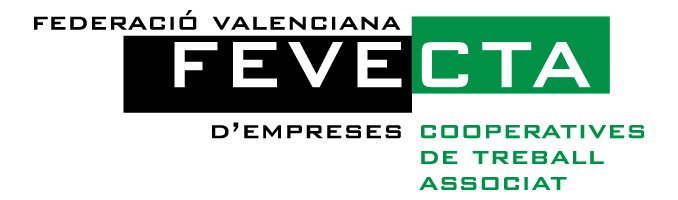 FEDERACIÓ VALENCIANA
FEVECTA
D'EMPRESES COOPERATIVES
DE TREBALL
ASSOCIAT